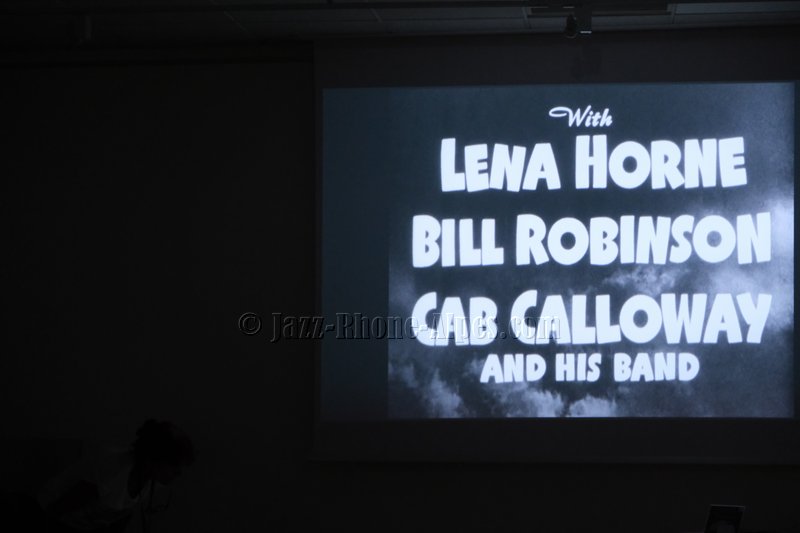 With
LENA HORNE
BILL ROBINSON
CAB CALLOWAY
AND HIS BAND
© Jazz-Rhone-Alpes.com